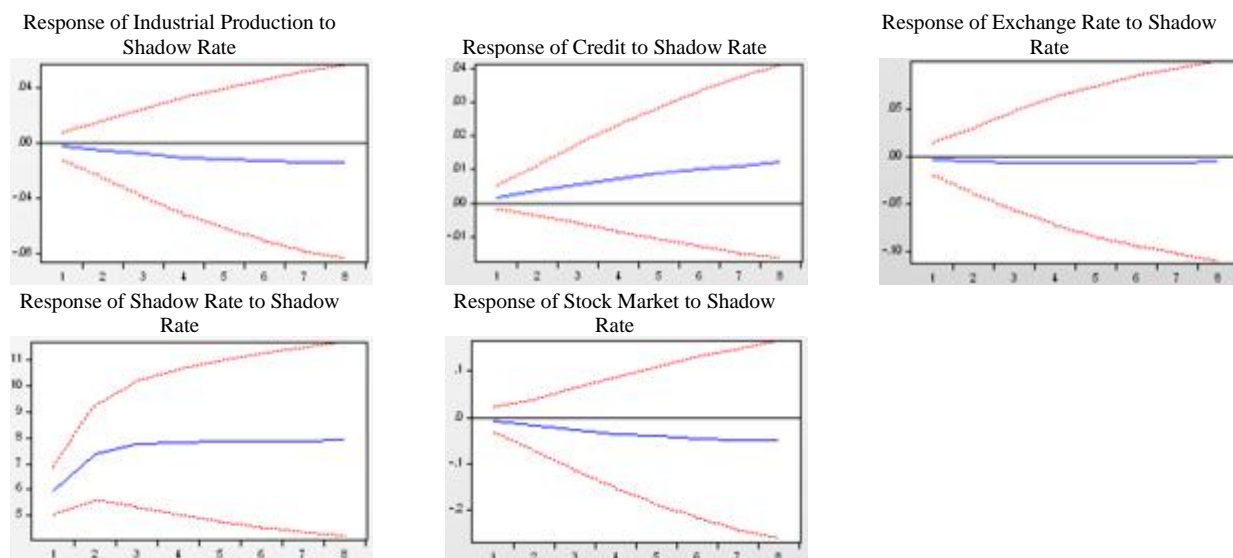 Response of Industrial Production to
Shadow Rate
.04
.00
-.04
-.08
1 2 3 4 5 6 7 8
Response of Credit to Shadow Rate
.04
.03
.02
.01
.00
-.01
1 2 3 4 5 6 7 8
Response of Exchange Rate to Shadow
Rate
.05
.00
-.05
-.10
1 2 3 4 5 6 7 8
Response of Shadow Rate to Shadow
Rate
11
10
9
8
7
6
5
1 2 3 4 5 6 7 8
Response of Stock Market to Shadow
Rate
.1
.0
-.1
-.2
1 2 3 4 5 6 7 8